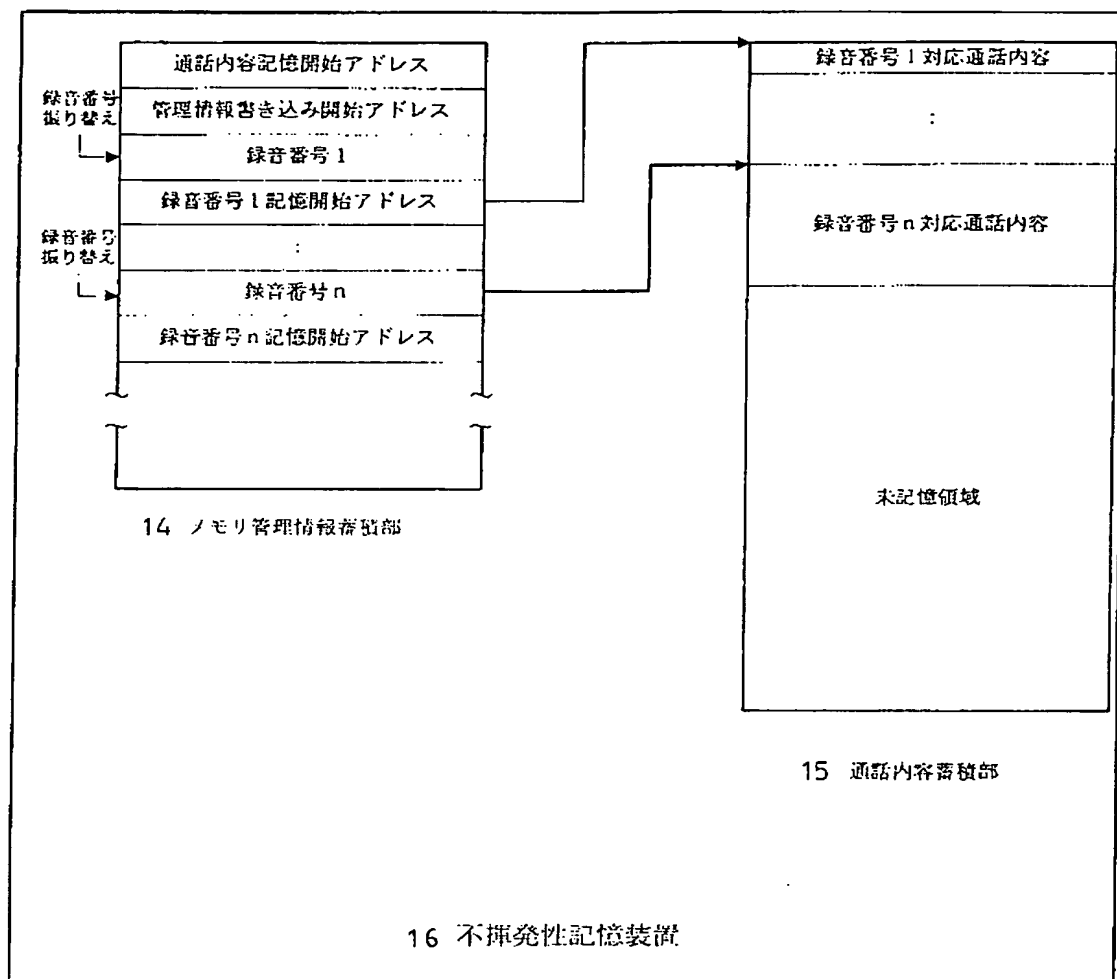 通話内容記憶開始アドレス
録音番号
振り替え
管理情報書き込み開始アドレス
録音番号1
録音番号1記憶開始アドレス
録音番号
振り替え
:
録音番号n
録音番号n記憶開始アドレス
14 メモリ管理情報蓄積部
録音番号1対応通話内容
:
録音番号n対応通話内容
未記憶領域
15 通話内容蓄積部
16 不揮発性記憶装置